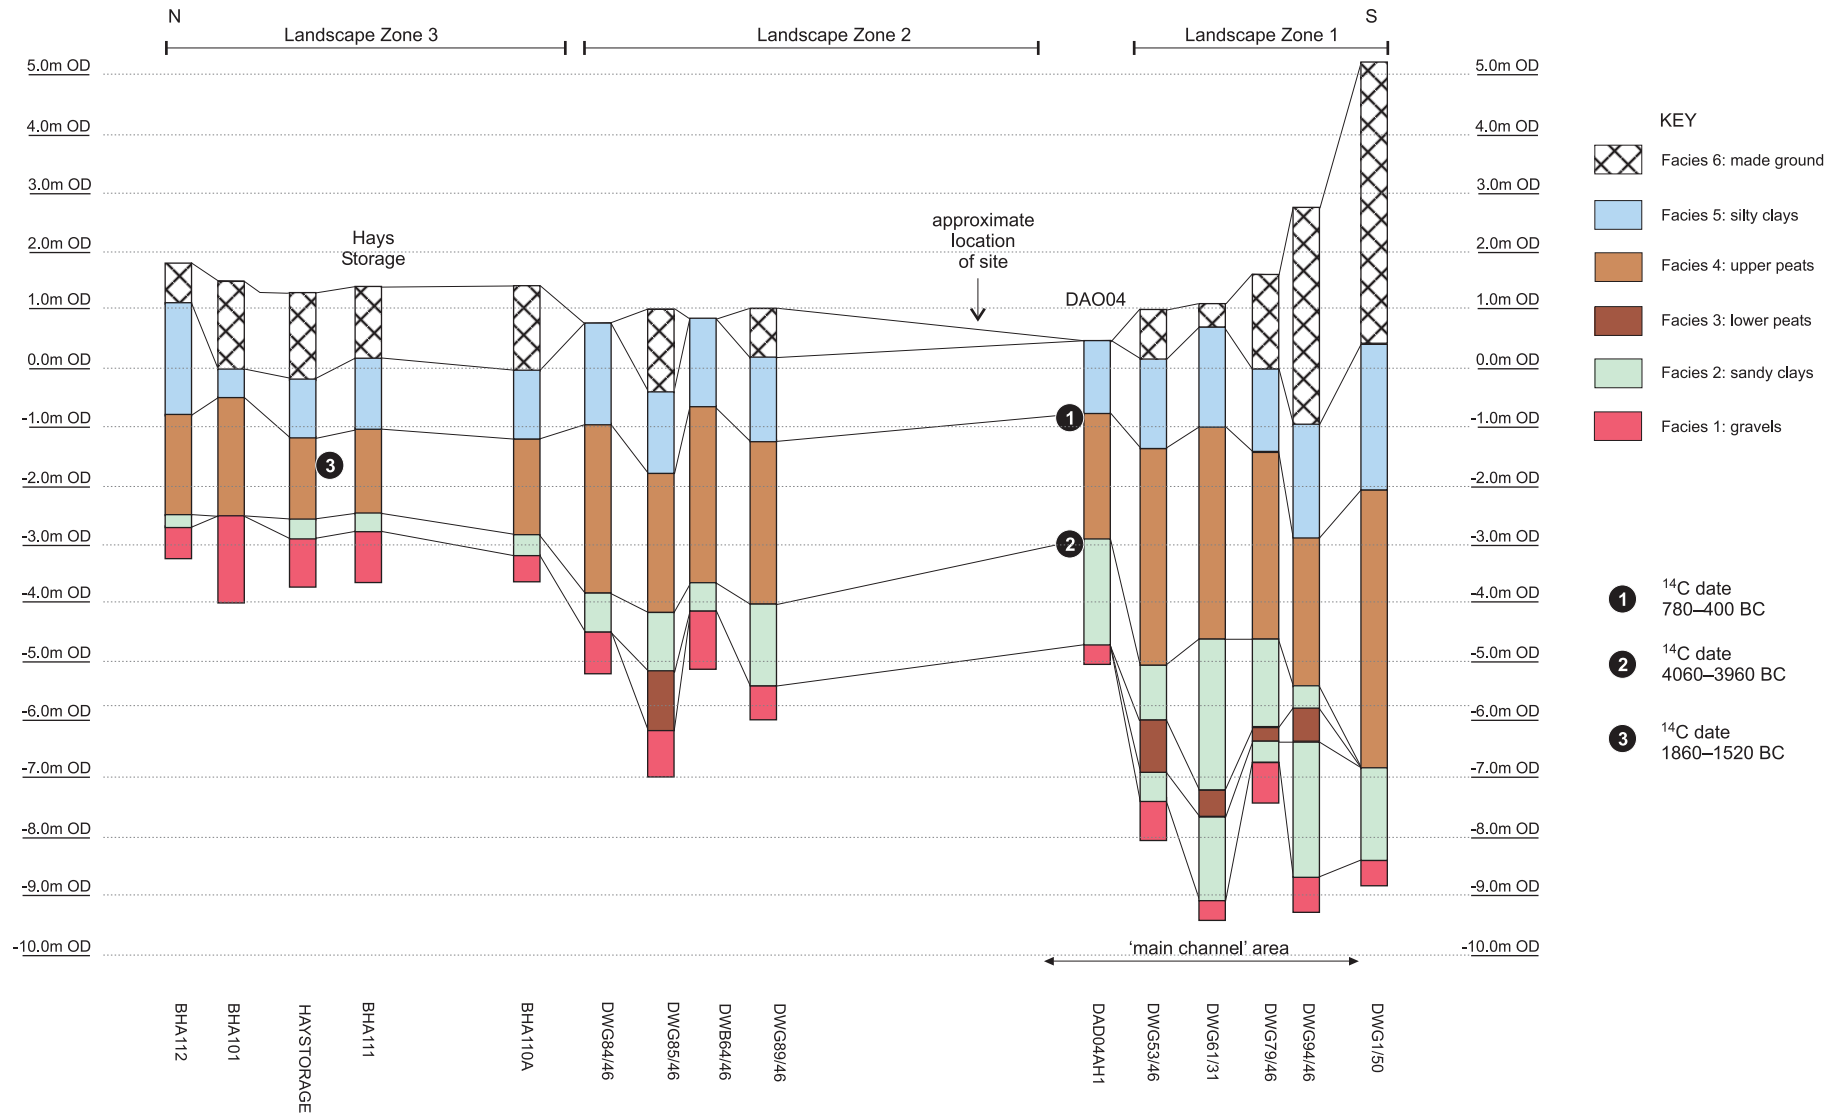 N
S
Landscape Zone 3
Landscape Zone 2
Landscape Zone 1
5.0m OD
5.0m OD
4.0m OD
4.0m OD
3.0m OD
3.0m OD
2.0m OD
2.0m OD
1.0m OD
1.0m OD
0.0m OD
0.0m OD
-1.0m OD
-1.0m OD
-2.0m OD
-2.0m OD
-3.0m OD
-3.0m OD
-4.0m OD
-4.0m OD
-5.0m OD
-5.0m OD
-6.0m OD
-6.0m OD
-7.0m OD
-7.0m OD
-8.0m OD
-8.0m OD
-9.0m OD
-9.0m OD
-10.0m OD
-10.0m OD
Hays
Storage
approximate
location
of site
DAO04
1
2
3
'main channel' area
BHA112
BHA101
HAYSTORAGE
BHA111
BHA110A
DWG84/46
DWG85/46
DWB64/46
DWG89/46
DAD04AH1
DWG53/46
DWG61/31
DWG79/46
DWG94/46
DWG1/50
KEY
Facies 6: made ground
Facies 5: silty clays
Facies 4: upper peats
Facies 3: lower peats
Facies 2: sandy clays
Facies 1: gravels
1
14C date
780–400 BC
2
14C date
4060–3960 BC
3
14C date
1860–1520 BC